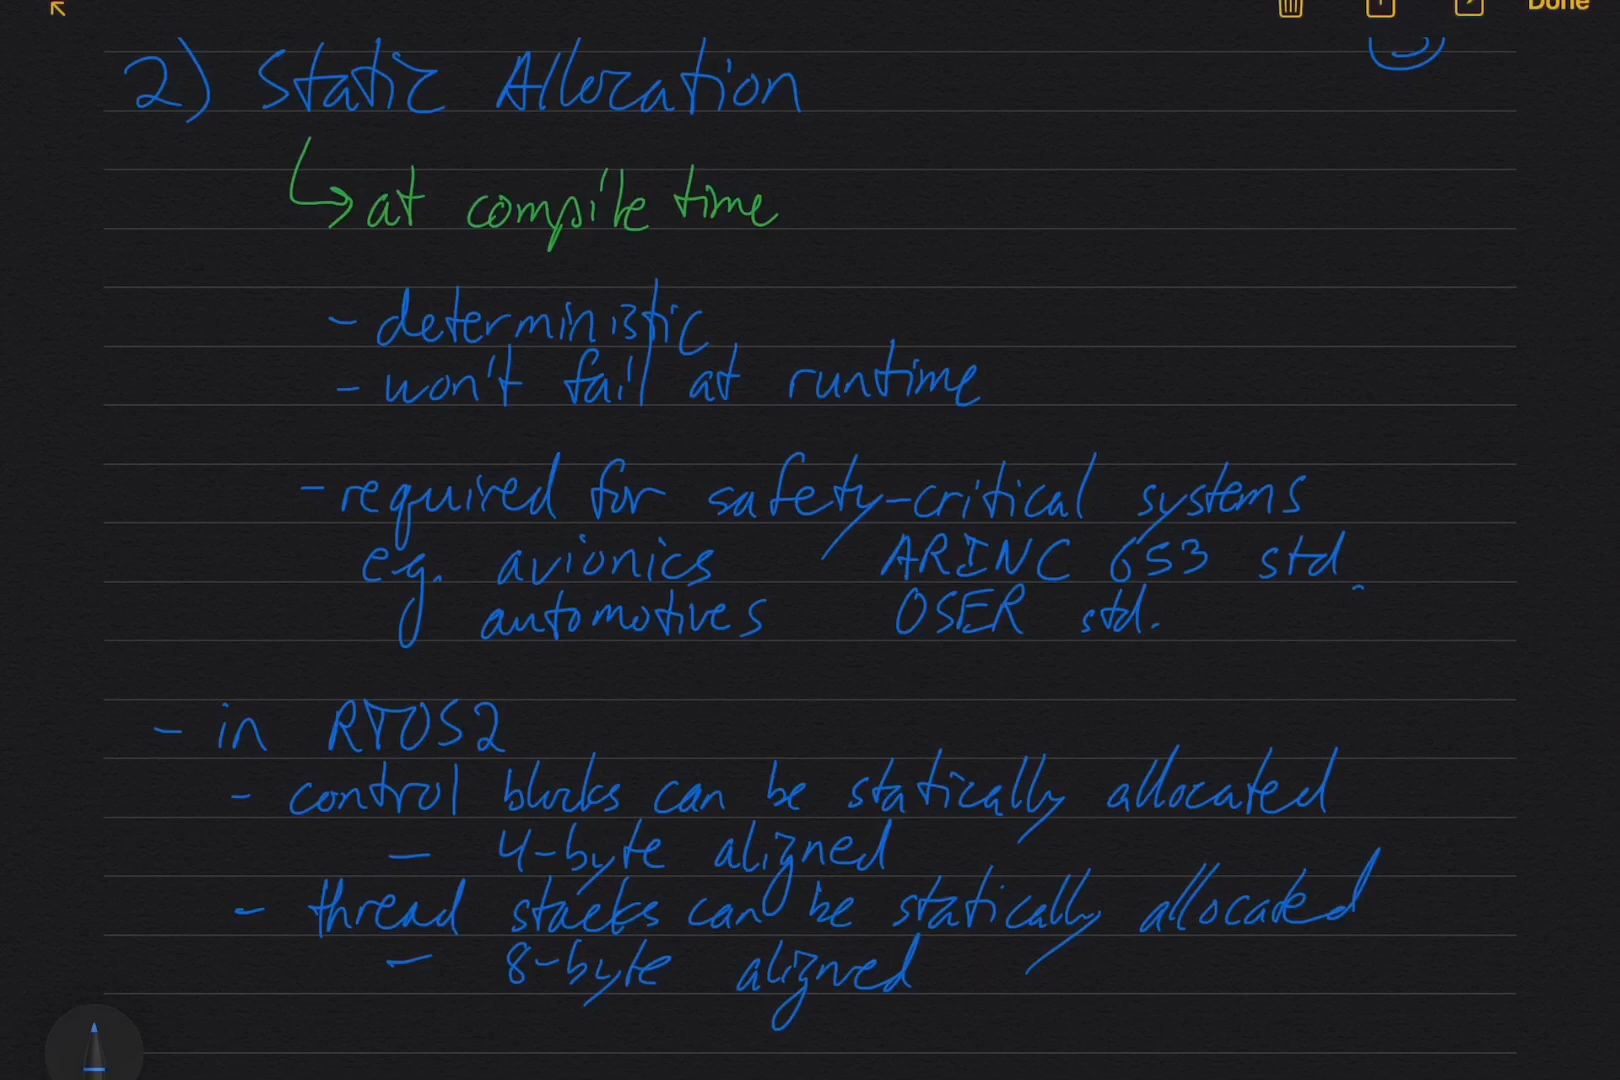 Done
2) Static Allocation
at compile time
- deterministic
- won't fail at runtime
- required for safety-critical systems
e.g. avionics ARINC 653 std.
automotives OSER std.
- in RTOS2
- control blocks can be statically allocated
- 4-byte aligned
- thread stacks can be statically allocated
- 8-byte aligned